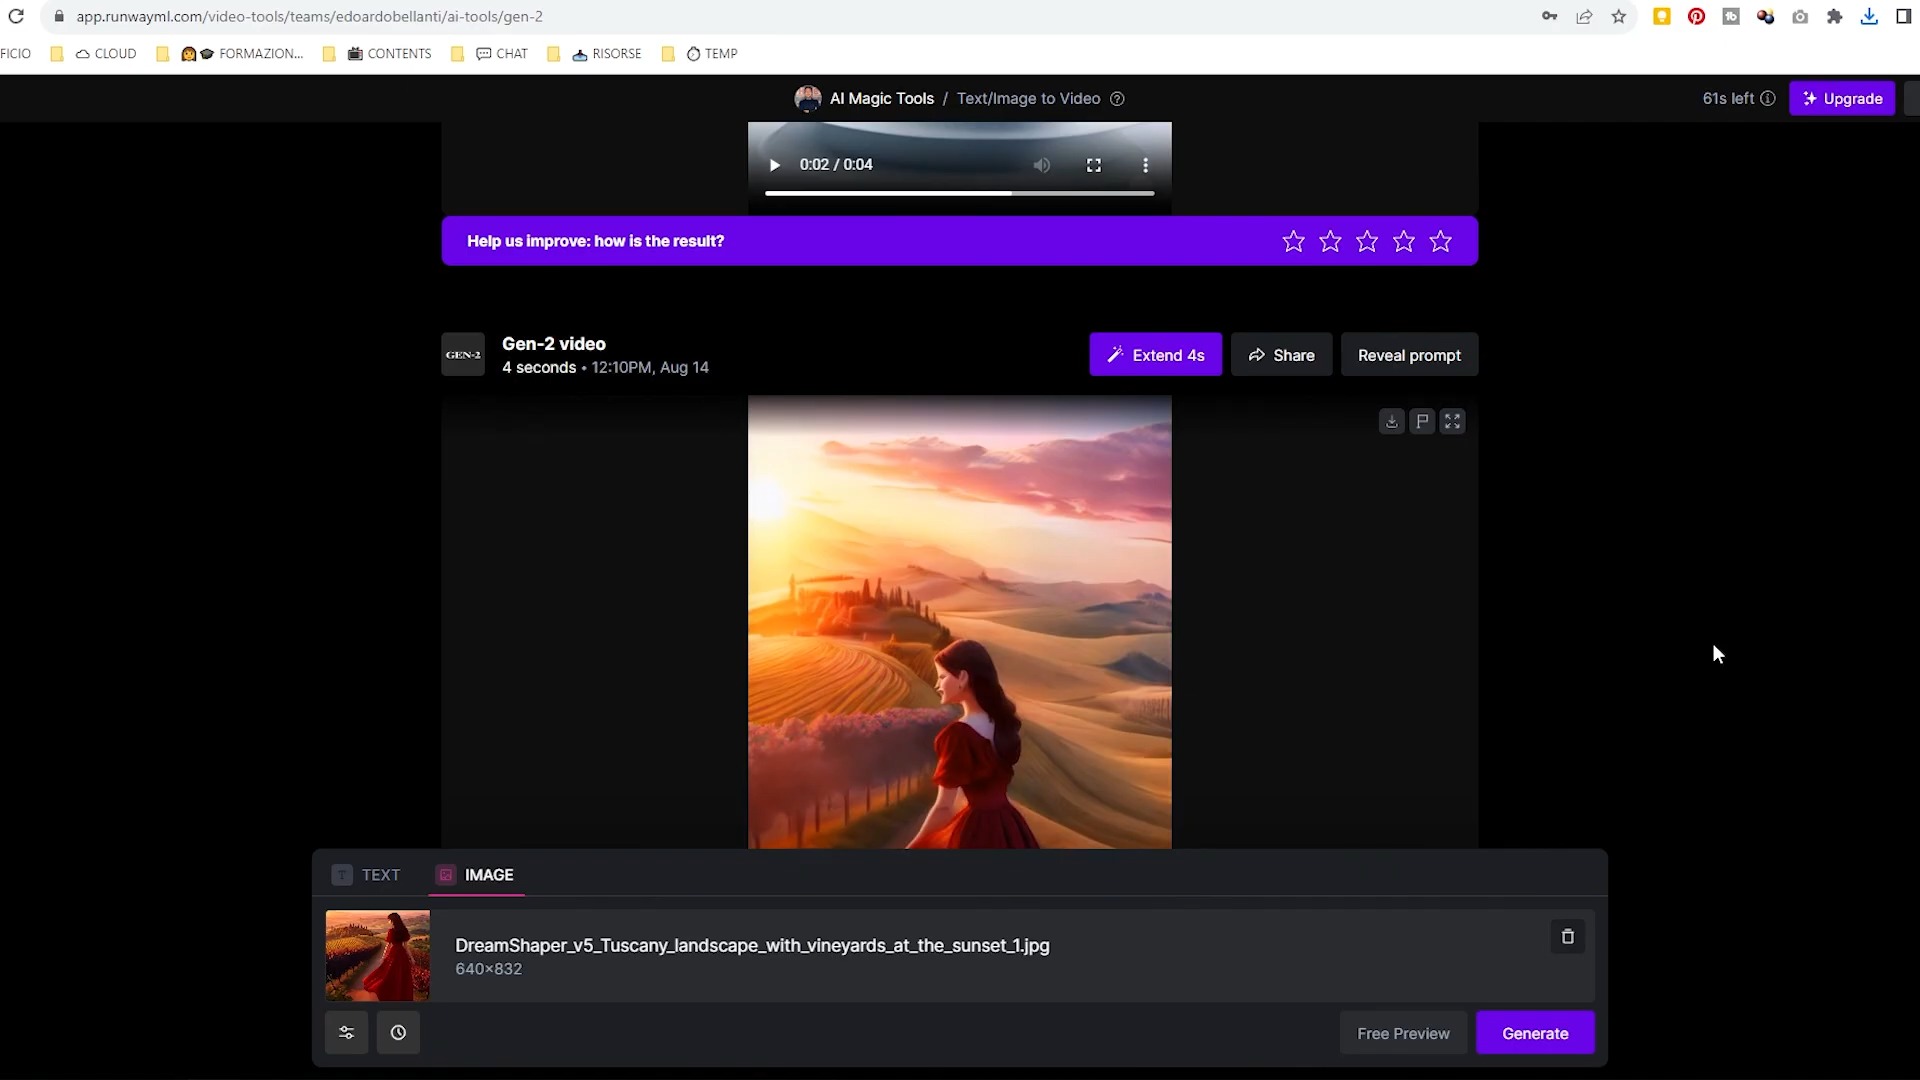 app.runwayml.com/video-tools/teams/edoardobellanti/ai-tools/gen-2
FICIO CLOUD FORMAZION... CONTENTS CHAT RISORSE TEMP
AI Magic Tools / Text/Image to Video
61s left Upgrade
0:02 / 0:04
Help us improve: how is the result?
GEN-2
Gen-2 video
4 seconds • 12:10PM, Aug 14
Extend 4s Share Reveal prompt
T TEXT IMAGE
DreamShaper_v5_Tuscany_landscape_with_vineyards_at_the_sunset_1.jpg
640×832
Free Preview Generate